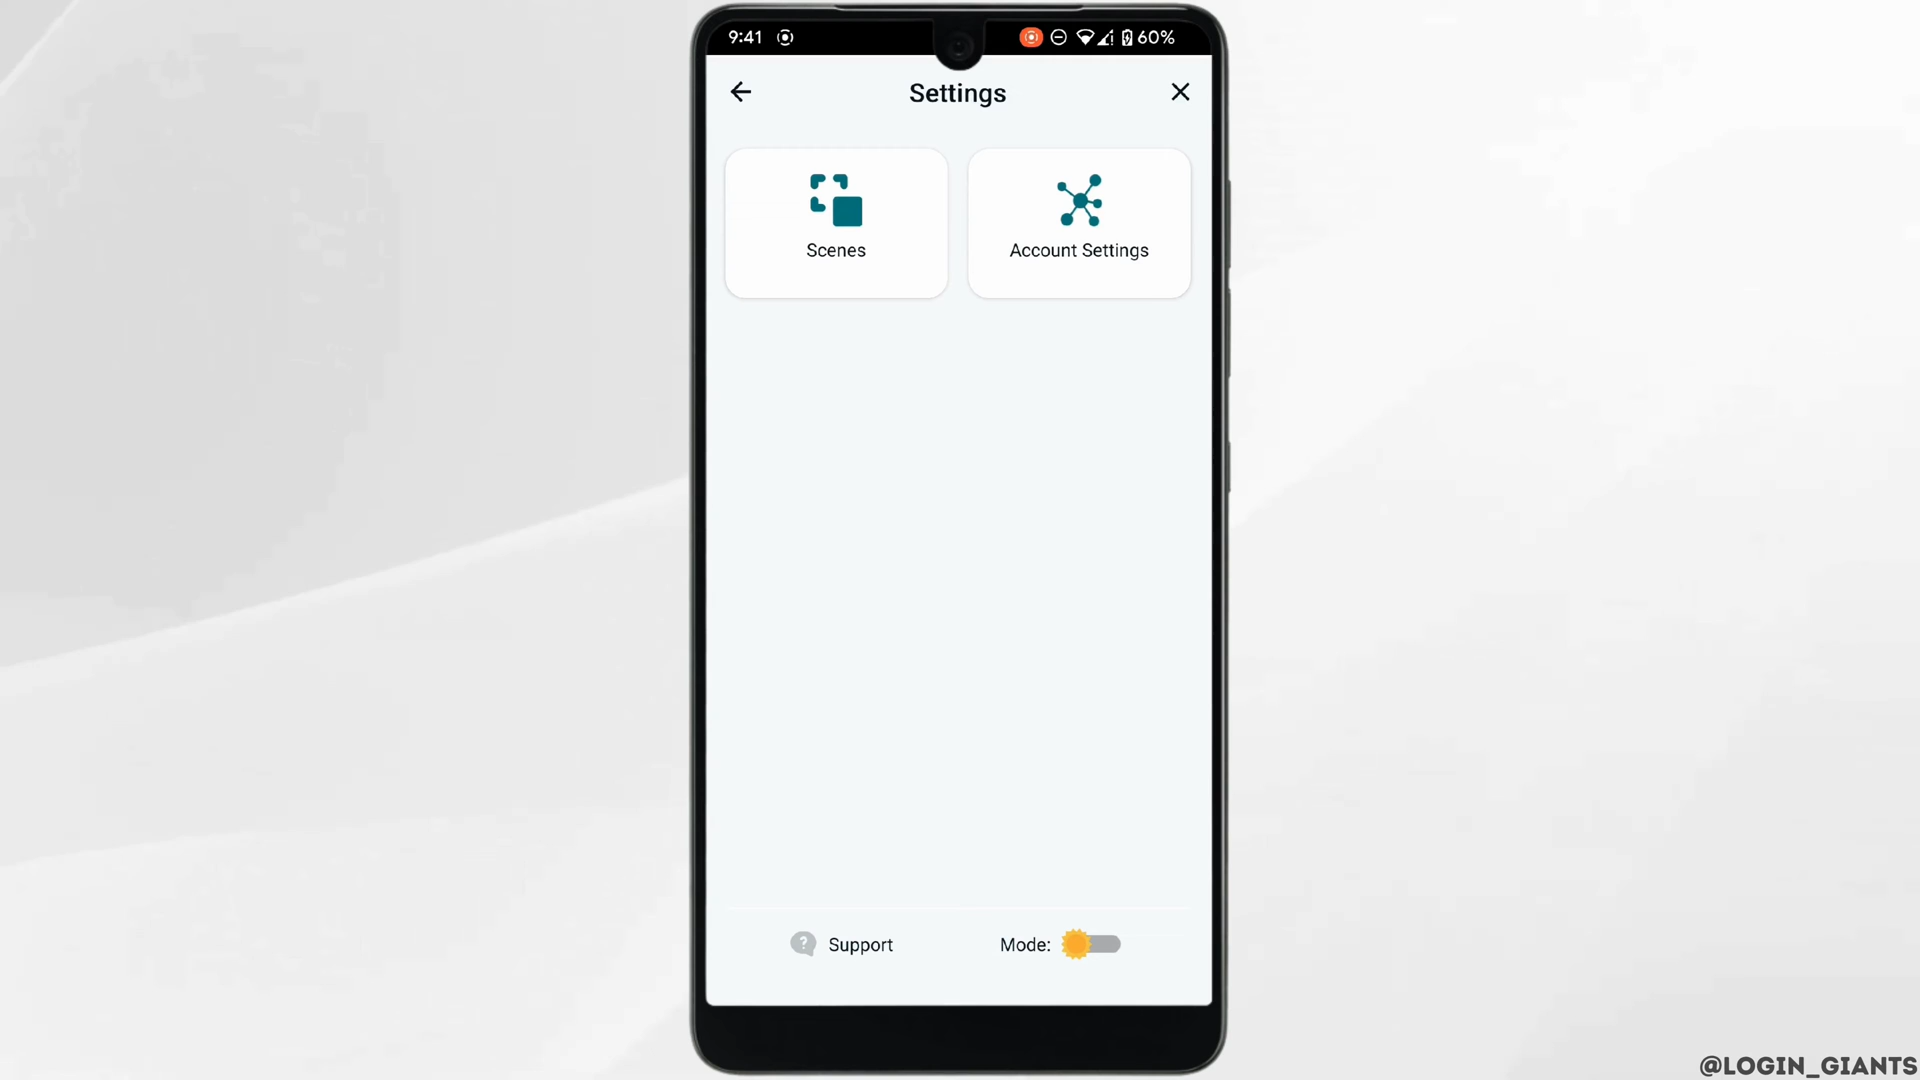 9:41
60%
Settings
Scenes
Account Settings
Support
Mode:
@LOGIN_GIANTS